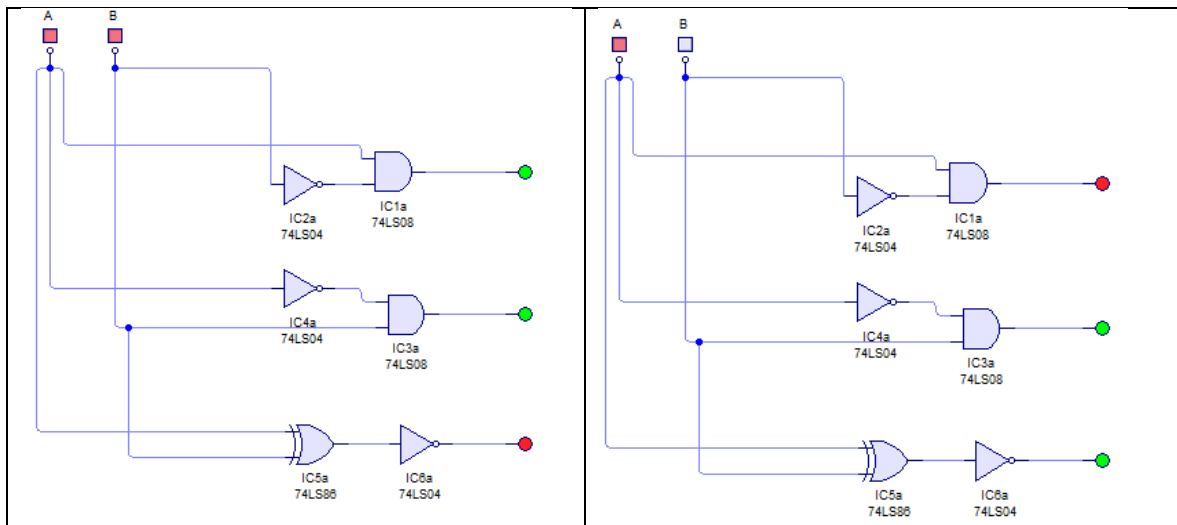 A B
IC2a
74LS04
IC1a
74LS08
IC4a
74LS04
IC3a
74LS08
IC5a
74LS86
IC6a
74LS04
A B
IC2a
74LS04
IC1a
74LS08
IC4a
74LS04
IC3a
74LS08
IC5a
74LS86
IC6a
74LS04